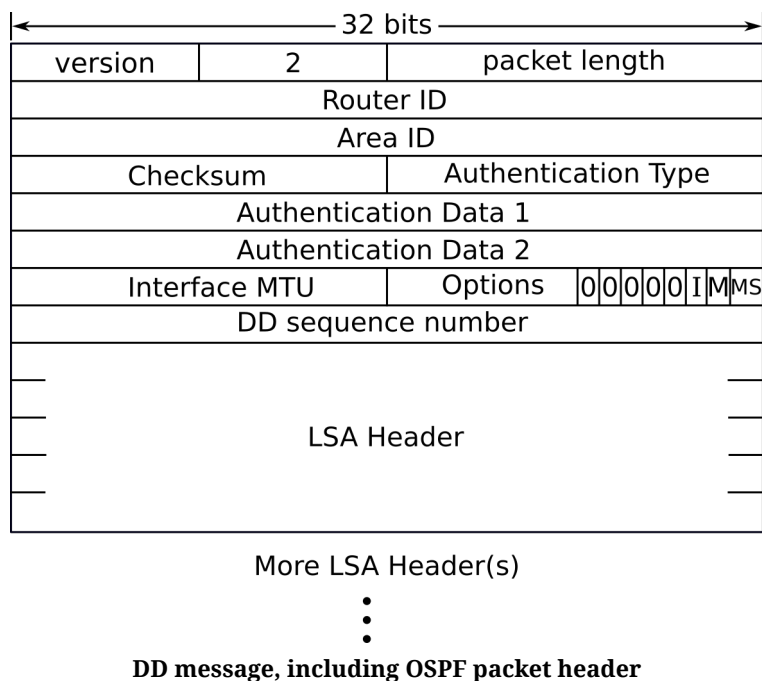 32 bits
version 2 packet length
Router ID
Area ID
Checksum Authentication Type
Authentication Data 1
Authentication Data 2
Interface MTU Options 0 0 0 0 0 I M MS
DD sequence number
LSA Header
More LSA Header(s)
DD message, including OSPF packet header